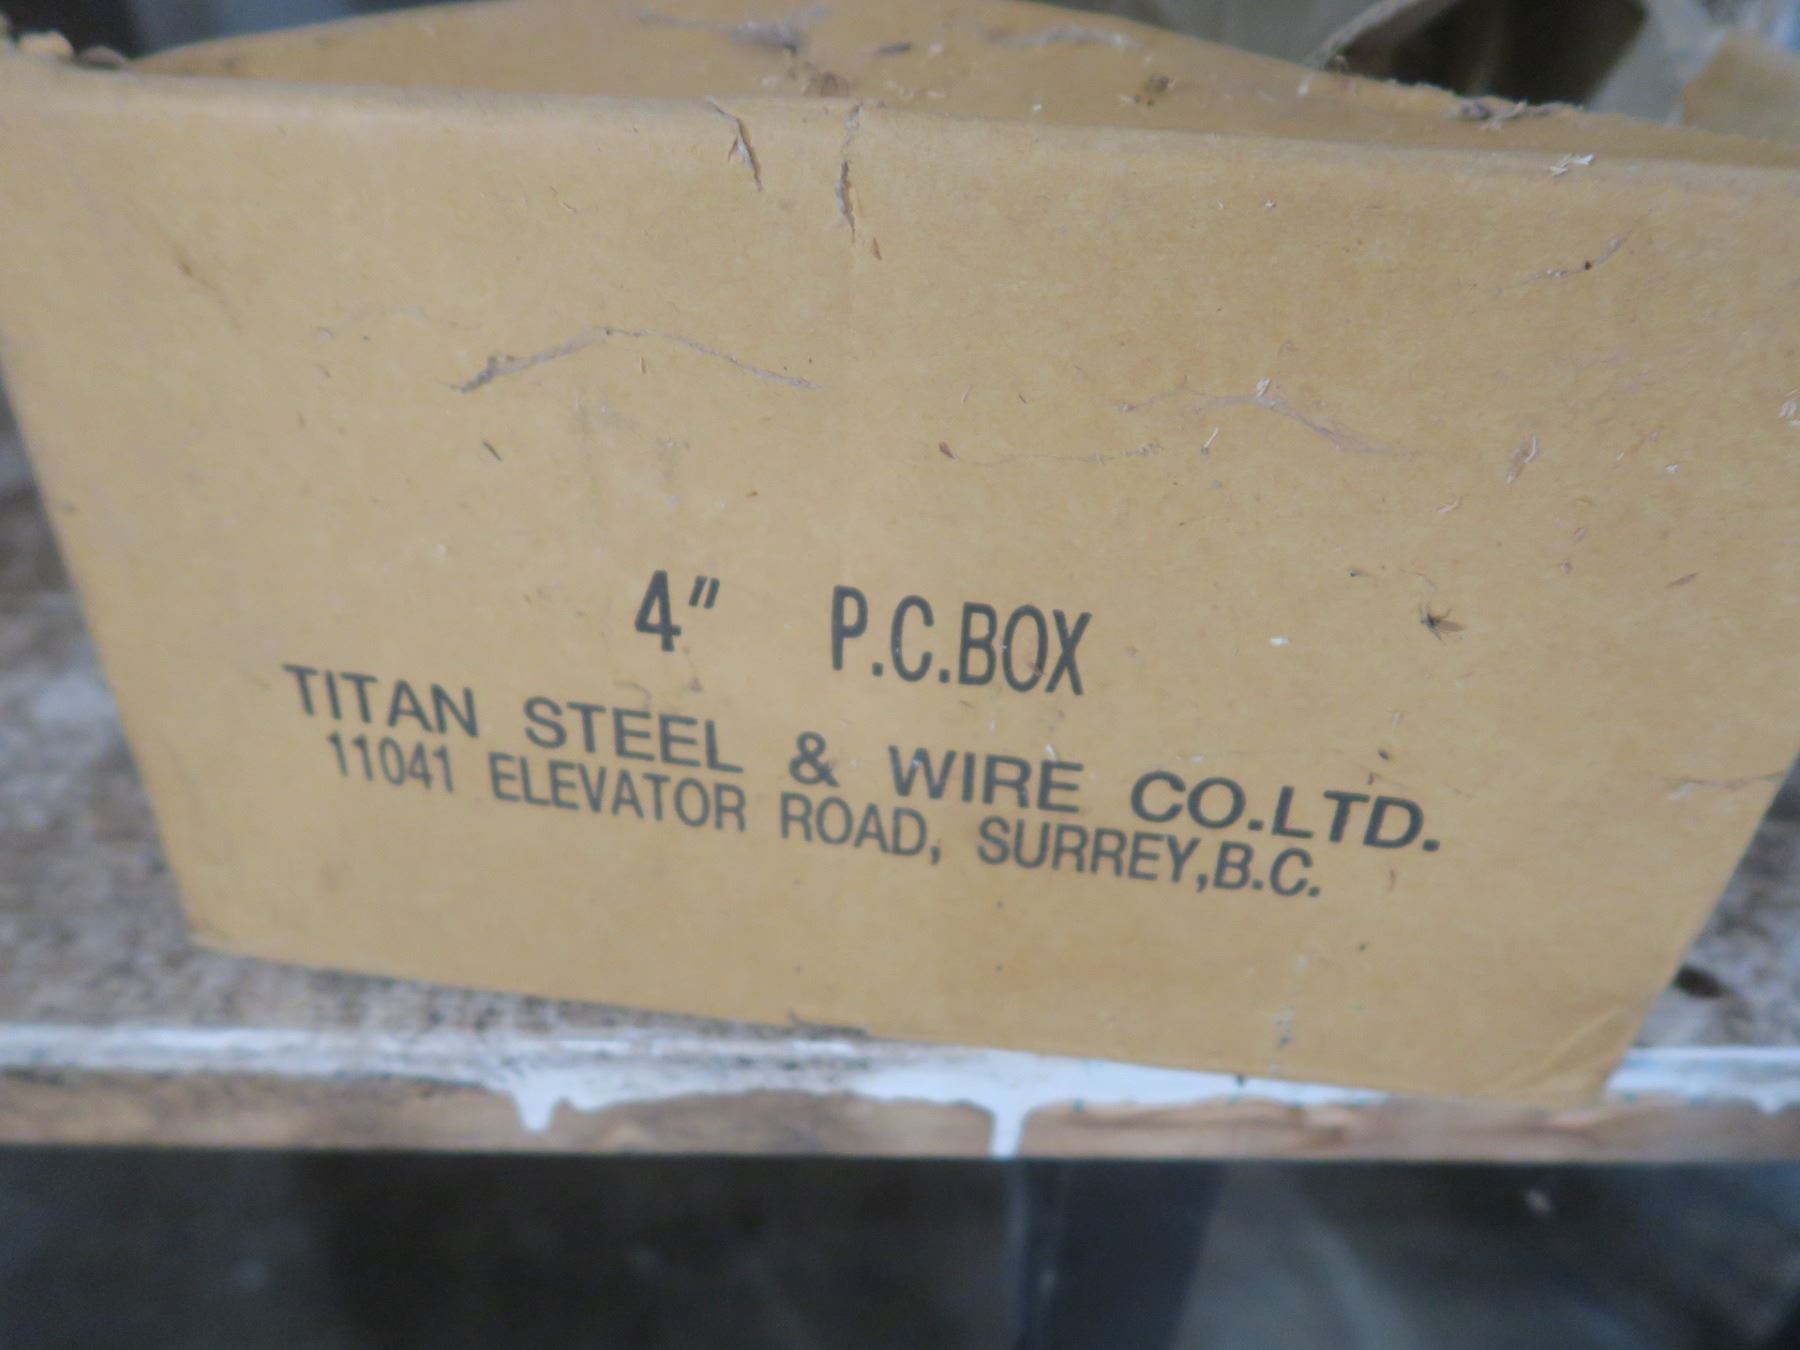 4" P.C.BOX
TITAN STEEL & WIRE CO.LTD.
11041 ELEVATOR ROAD, SURREY,B.C.